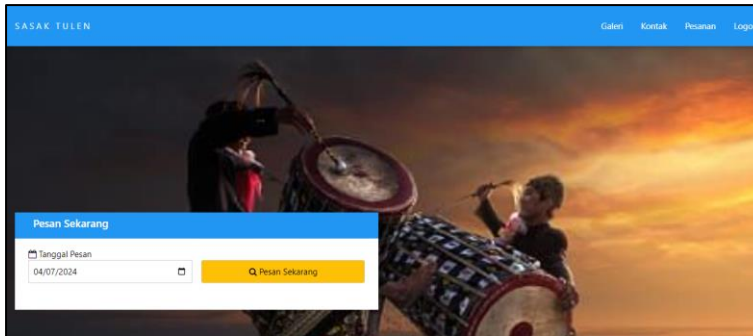 SASAK TULEN
Galeri Kontak Pesanan Logo
Pesan Sekarang
Tanggal Pesan
04/07/2024
Pesan Sekarang